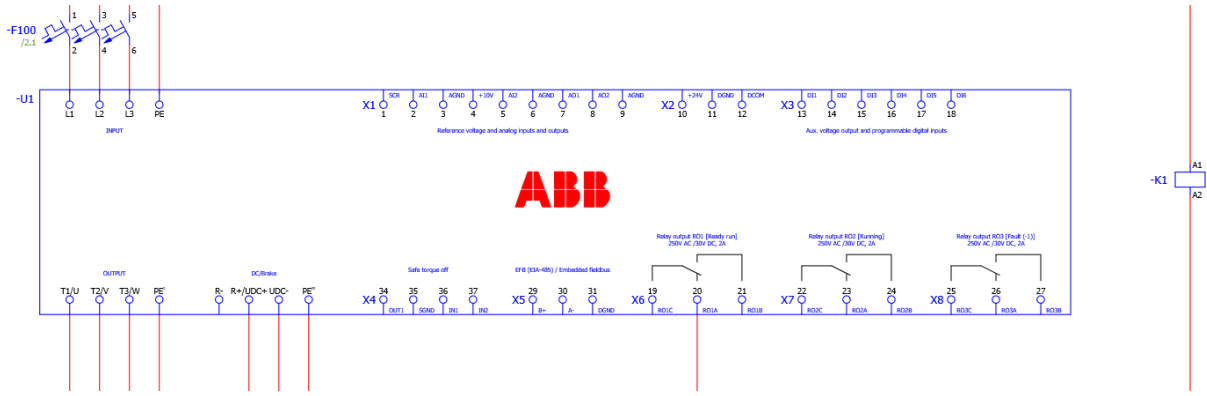 1 3 5
-F100
/2.1
2 4 6
-U1
L1 L2 L3 PE
INPUT
X1
SCR AI1 AGND +10V AI2 AGND AO1 AO2 AGND
1 2 3 4 5 6 7 8 9
Reference voltage and analog inputs and outputs
X2
+24V DGND DCOM
10 11 12
X3
DI1 DI2 DI3 DI4 DI5 DI6
13 14 15 16 17 18
Aux. voltage output and programmable digital inputs
A1
-K1
A2
ABB
Relay output RO1 [Ready run]
250V AC /30V DC, 2A
Relay output RO2 [Running]
250V AC /30V DC, 2A
Relay output RO3 [Fault (-1)]
250V AC /30V DC, 2A
OUTPUT
T1/U T2/V T3/W PE'
DC/Brake
R- R+/UDC+ UDC- PE"
Safe torque off
X4
34 35 36 37
OUT1 SGND IN1 IN2
EFB (EIA-485) / Embedded fieldbus
X5
29 30 31
B+ A- DGND
X6
19 20 21
RO1C RO1A RO1B
X7
22 23 24
RO2C RO2A RO2B
X8
25 26 27
RO3C RO3A RO3B